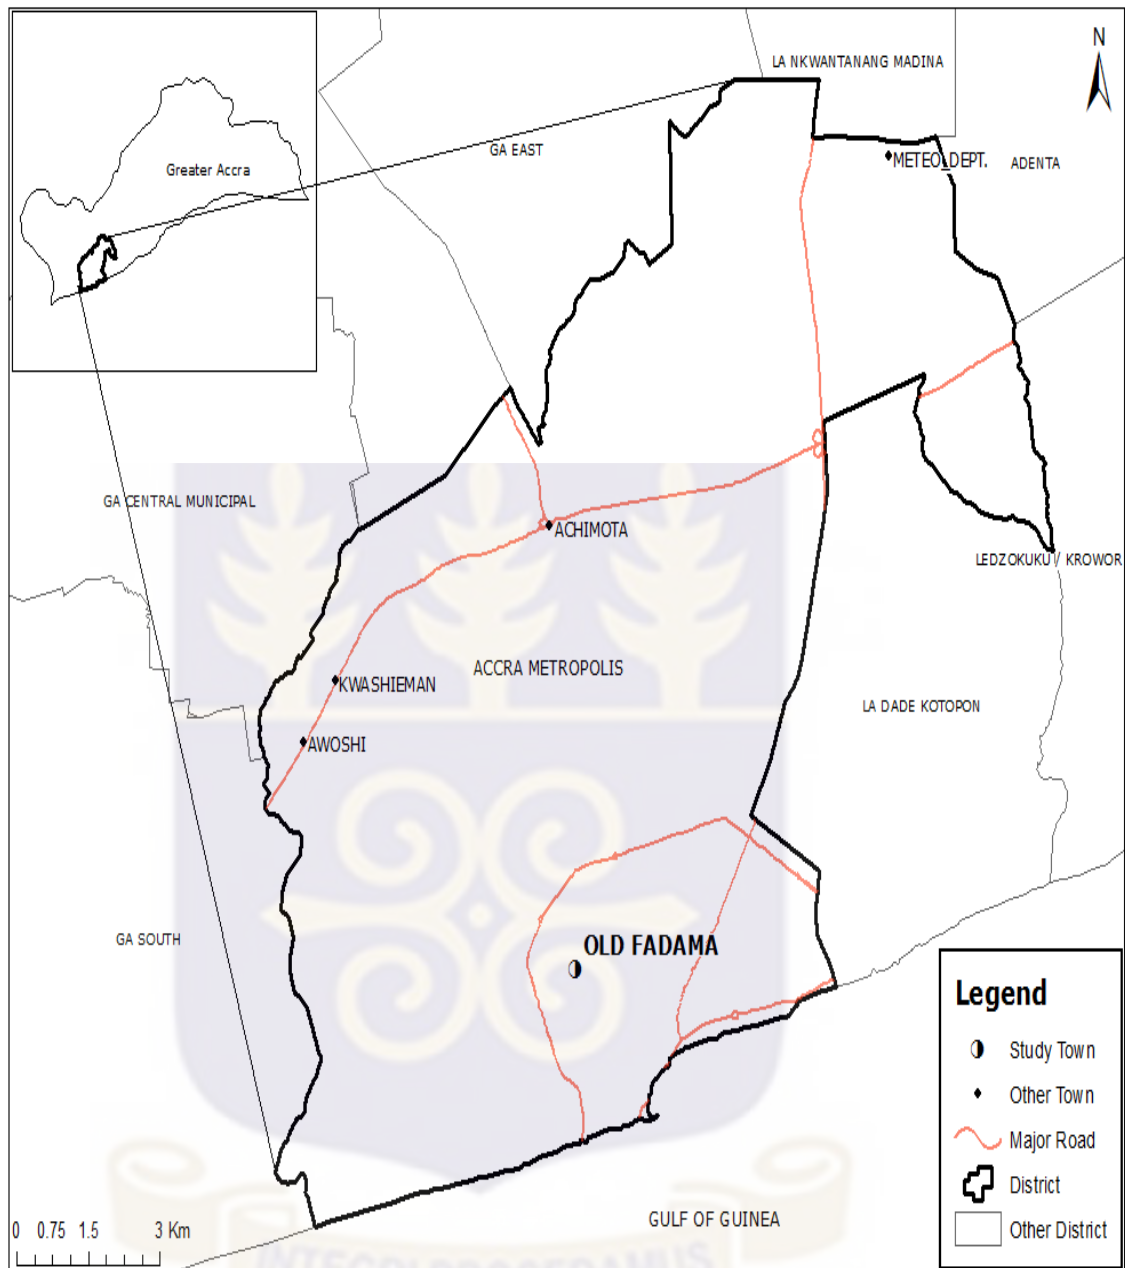 LA NKWANTANANG MADINA
N
GA EAST
METEO_DEPT.
ADENTA
Greater Accra
GA CENTRAL MUNICIPAL
ACHIMOTA
LEDZOKUKU / KROWOR
ACCRA METROPOLIS
KWASHIEMAN
LA DADE KOTOPON
AWOSHI
GA SOUTH
OLD FADAMA
Legend
Study Town
Other Town
Major Road
District
Other District
GULF OF GUINEA
0 0.75 1.5 3 Km
INTEGRI PROCEDAMUS